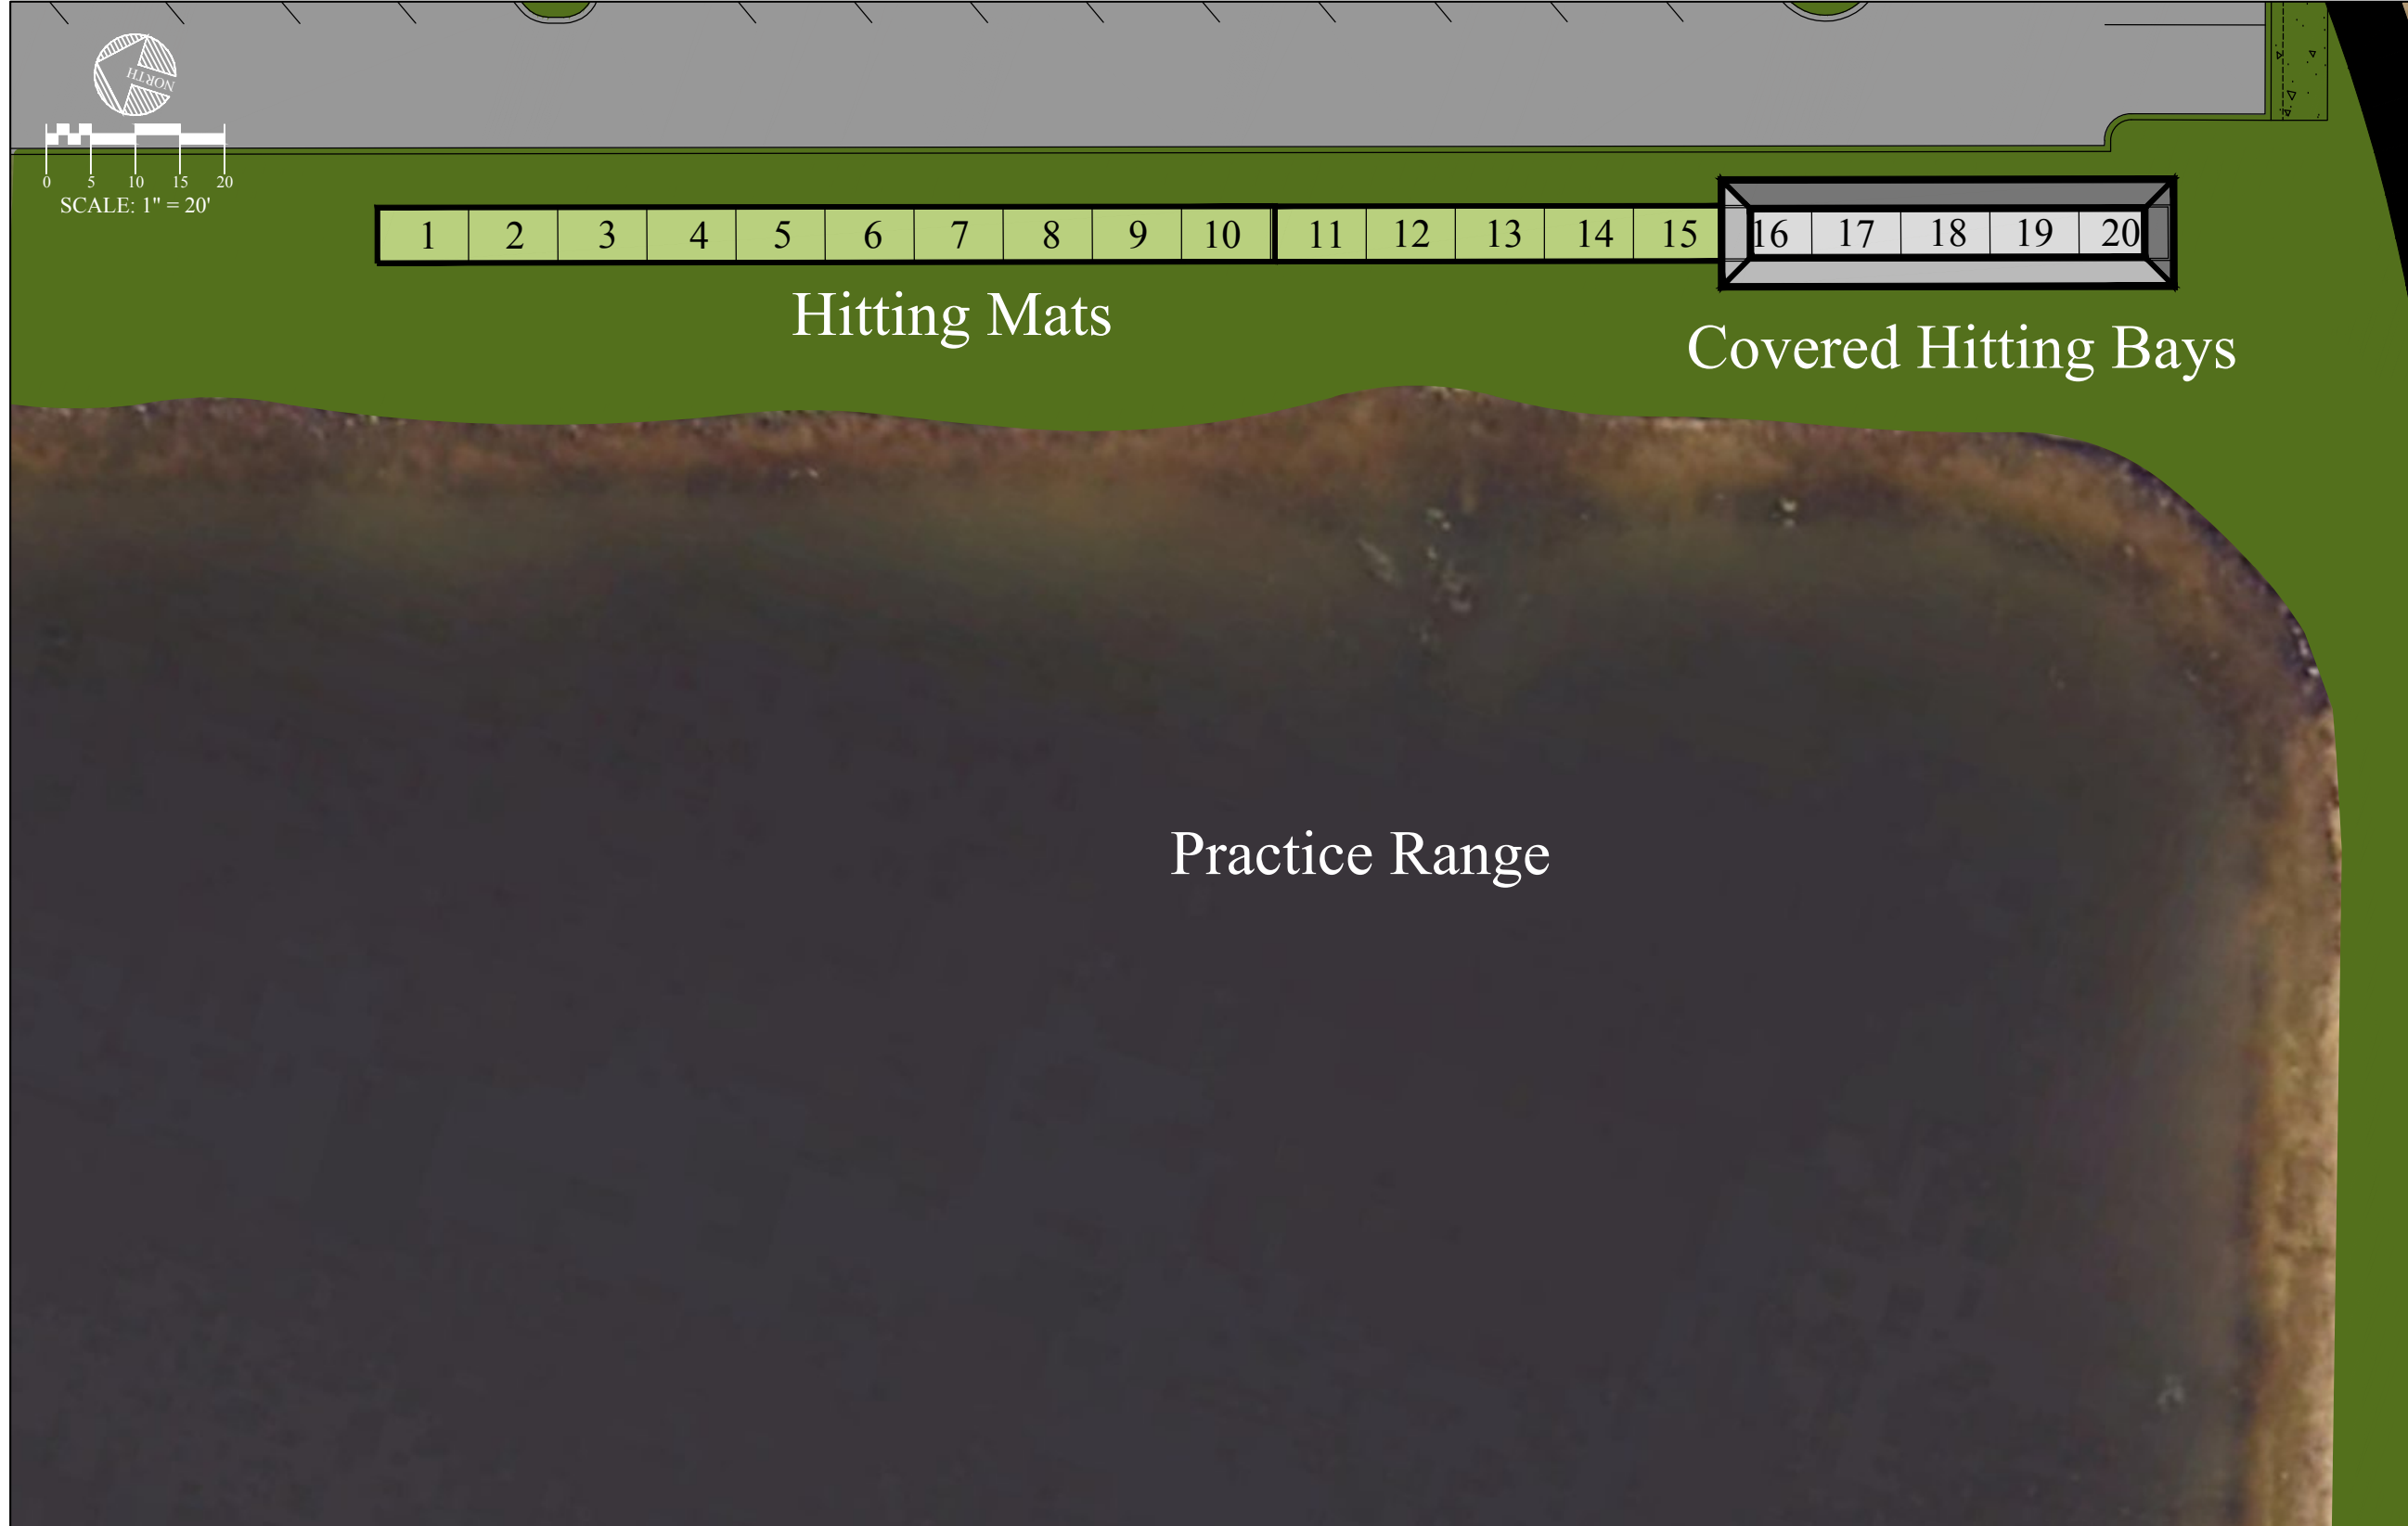 NORTH
0 5 10 15 20
SCALE: 1" = 20'
1 2 3 4 5 6 7 8 9 10 11 12 13 14 15 16 17 18 19 20
Hitting Mats
Covered Hitting Bays
Practice Range